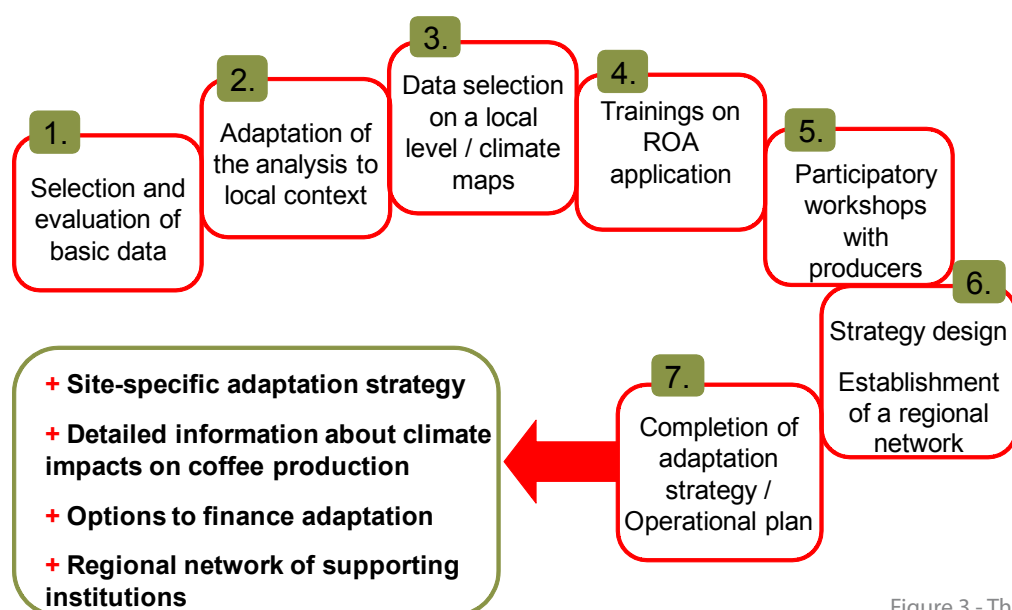 1.
Selection and
evaluation of
basic data
2.
Adaptation of
the analysis to
local context
3.
Data selection
on a local
level / climate
maps
4.
Trainings on
ROA
application
5.
Participatory
workshops
with
producers
6.
Strategy design
Establishment
of a regional
network
7.
Completion of
adaptation
strategy /
Operational plan
+ Site-specific adaptation strategy
+ Detailed information about climate
impacts on coffee production
+ Options to finance adaptation
+ Regional network of supporting
institutions
Figure 3 - Th